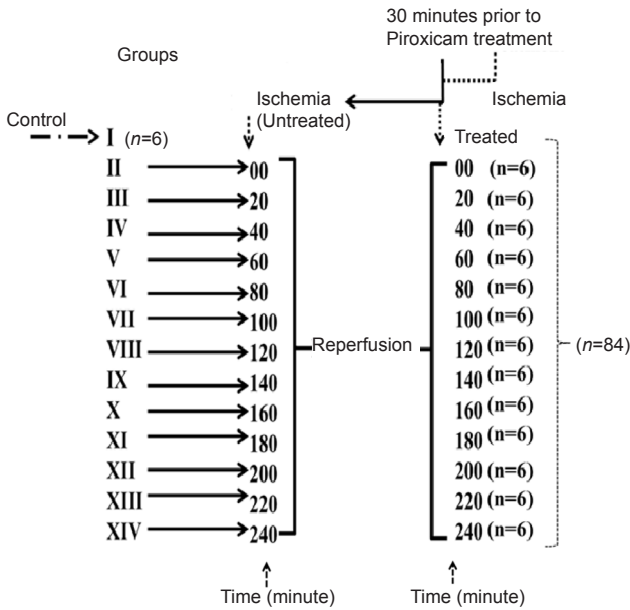 30 minutes prior to
Piroxicam treatment
Groups
Ischemia
(Untreated)
Ischemia
Control
I (n=6)
Treated
II 00 00 (n=6)
III 20 20 (n=6)
IV 40 40 (n=6)
V 60 60 (n=6)
VI 80 80 (n=6)
VII 100 100 (n=6)
VIII 120 Reperfusion 120 (n=6) (n=84)
IX 140 140 (n=6)
X 160 160 (n=6)
XI 180 180 (n=6)
XII 200 200 (n=6)
XIII 220 220 (n=6)
XIV 240 240 (n=6)
Time (minute) Time (minute)